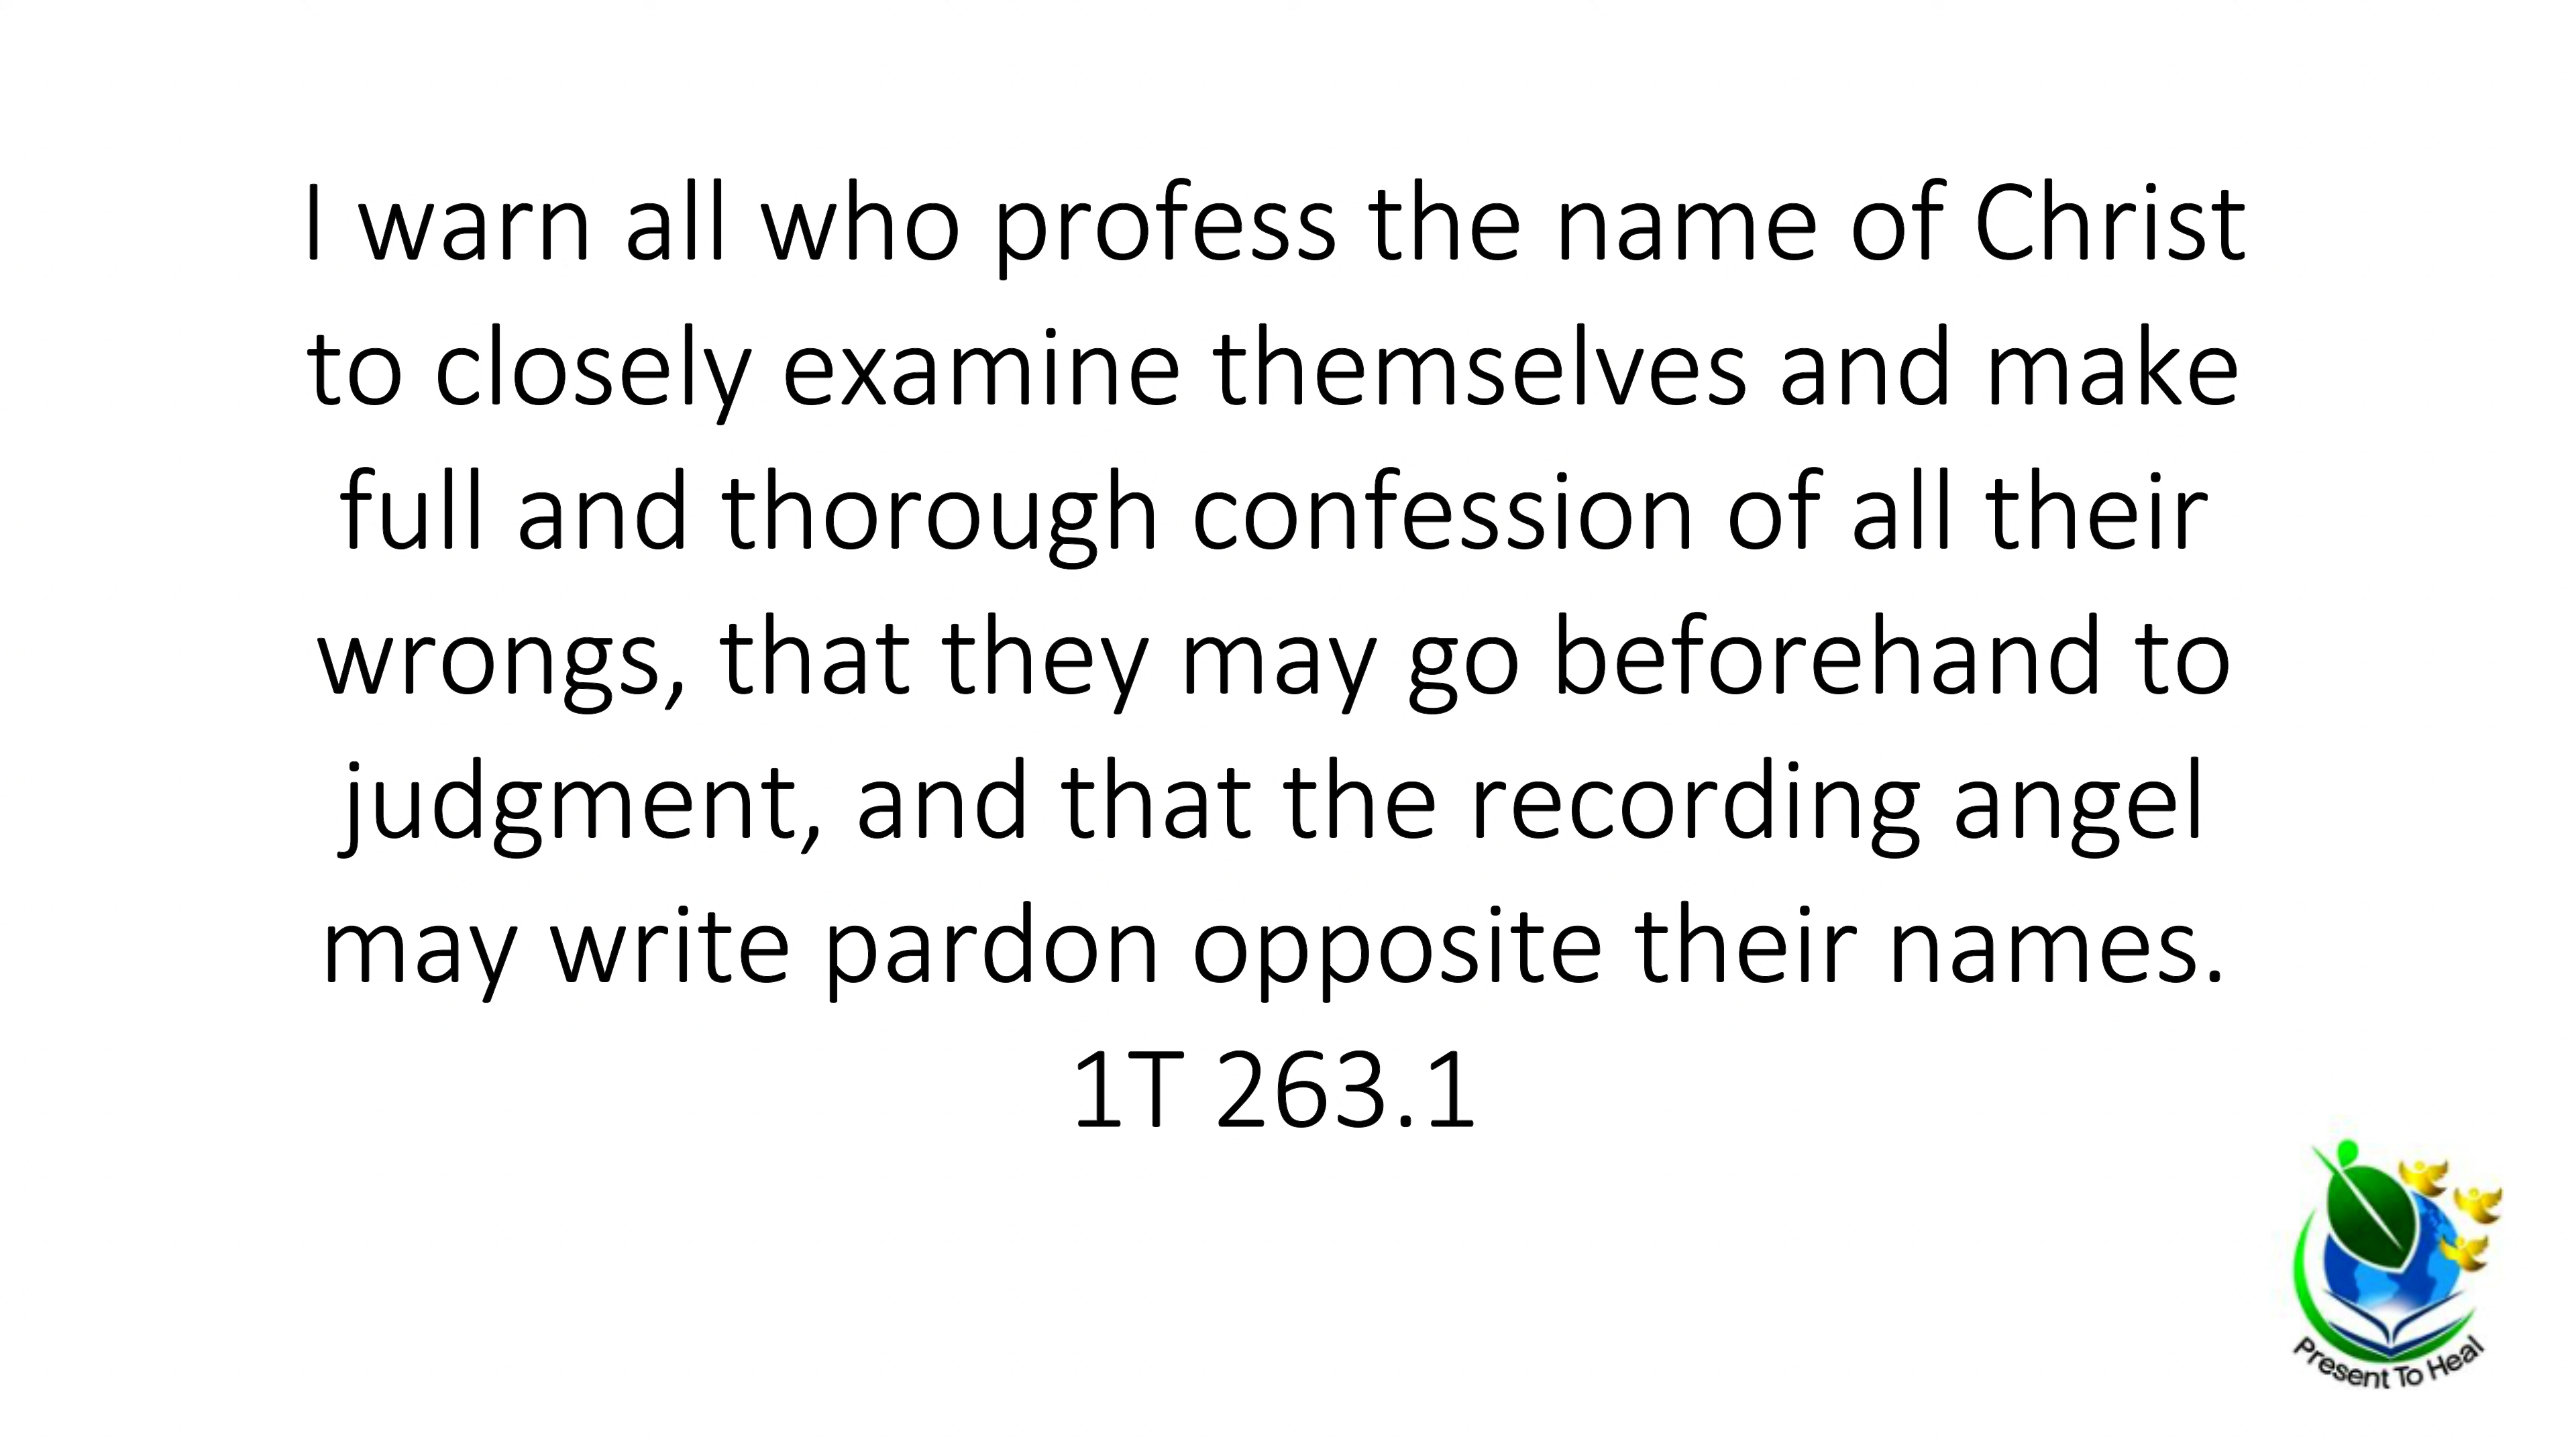 I warn all who profess the name of Christ
to closely examine themselves and make
full and thorough confession of all their
wrongs, that they may go beforehand to
judgment, and that the recording angel
may write pardon opposite their names.
1T 263.1
Present To Heal